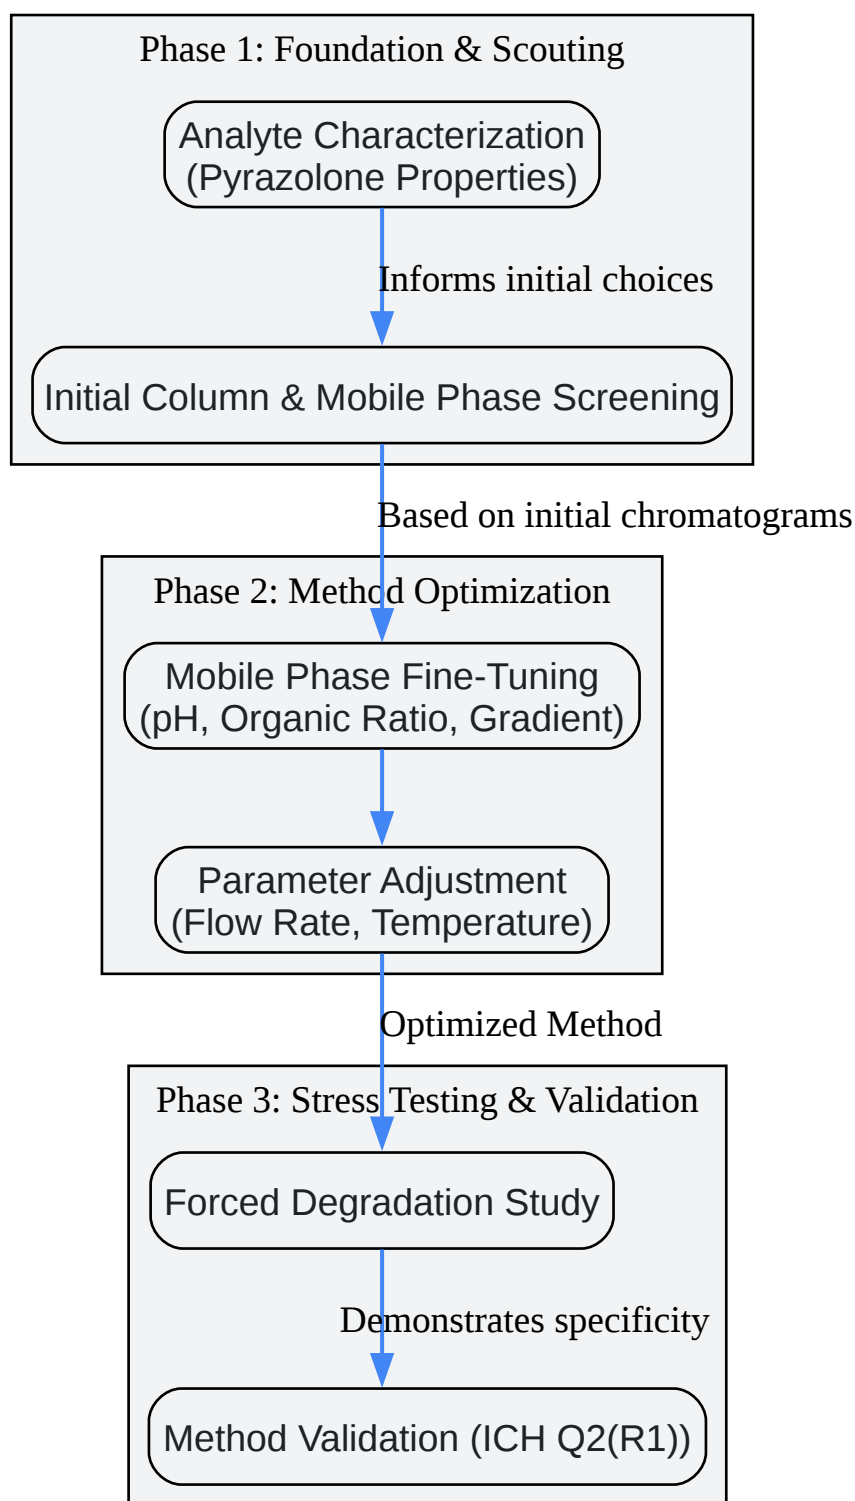 Phase 1: Foundation & Scouting
Analyte Characterization
(Pyrazolone Properties)
Informs initial choices
Initial Column & Mobile Phase Screening
Based on initial chromatograms
Phase 2: Method Optimization
Mobile Phase Fine-Tuning
(pH, Organic Ratio, Gradient)
Parameter Adjustment
(Flow Rate, Temperature)
Optimized Method
Phase 3: Stress Testing & Validation
Forced Degradation Study
Demonstrates specificity
Method Validation (ICH Q2(R1))